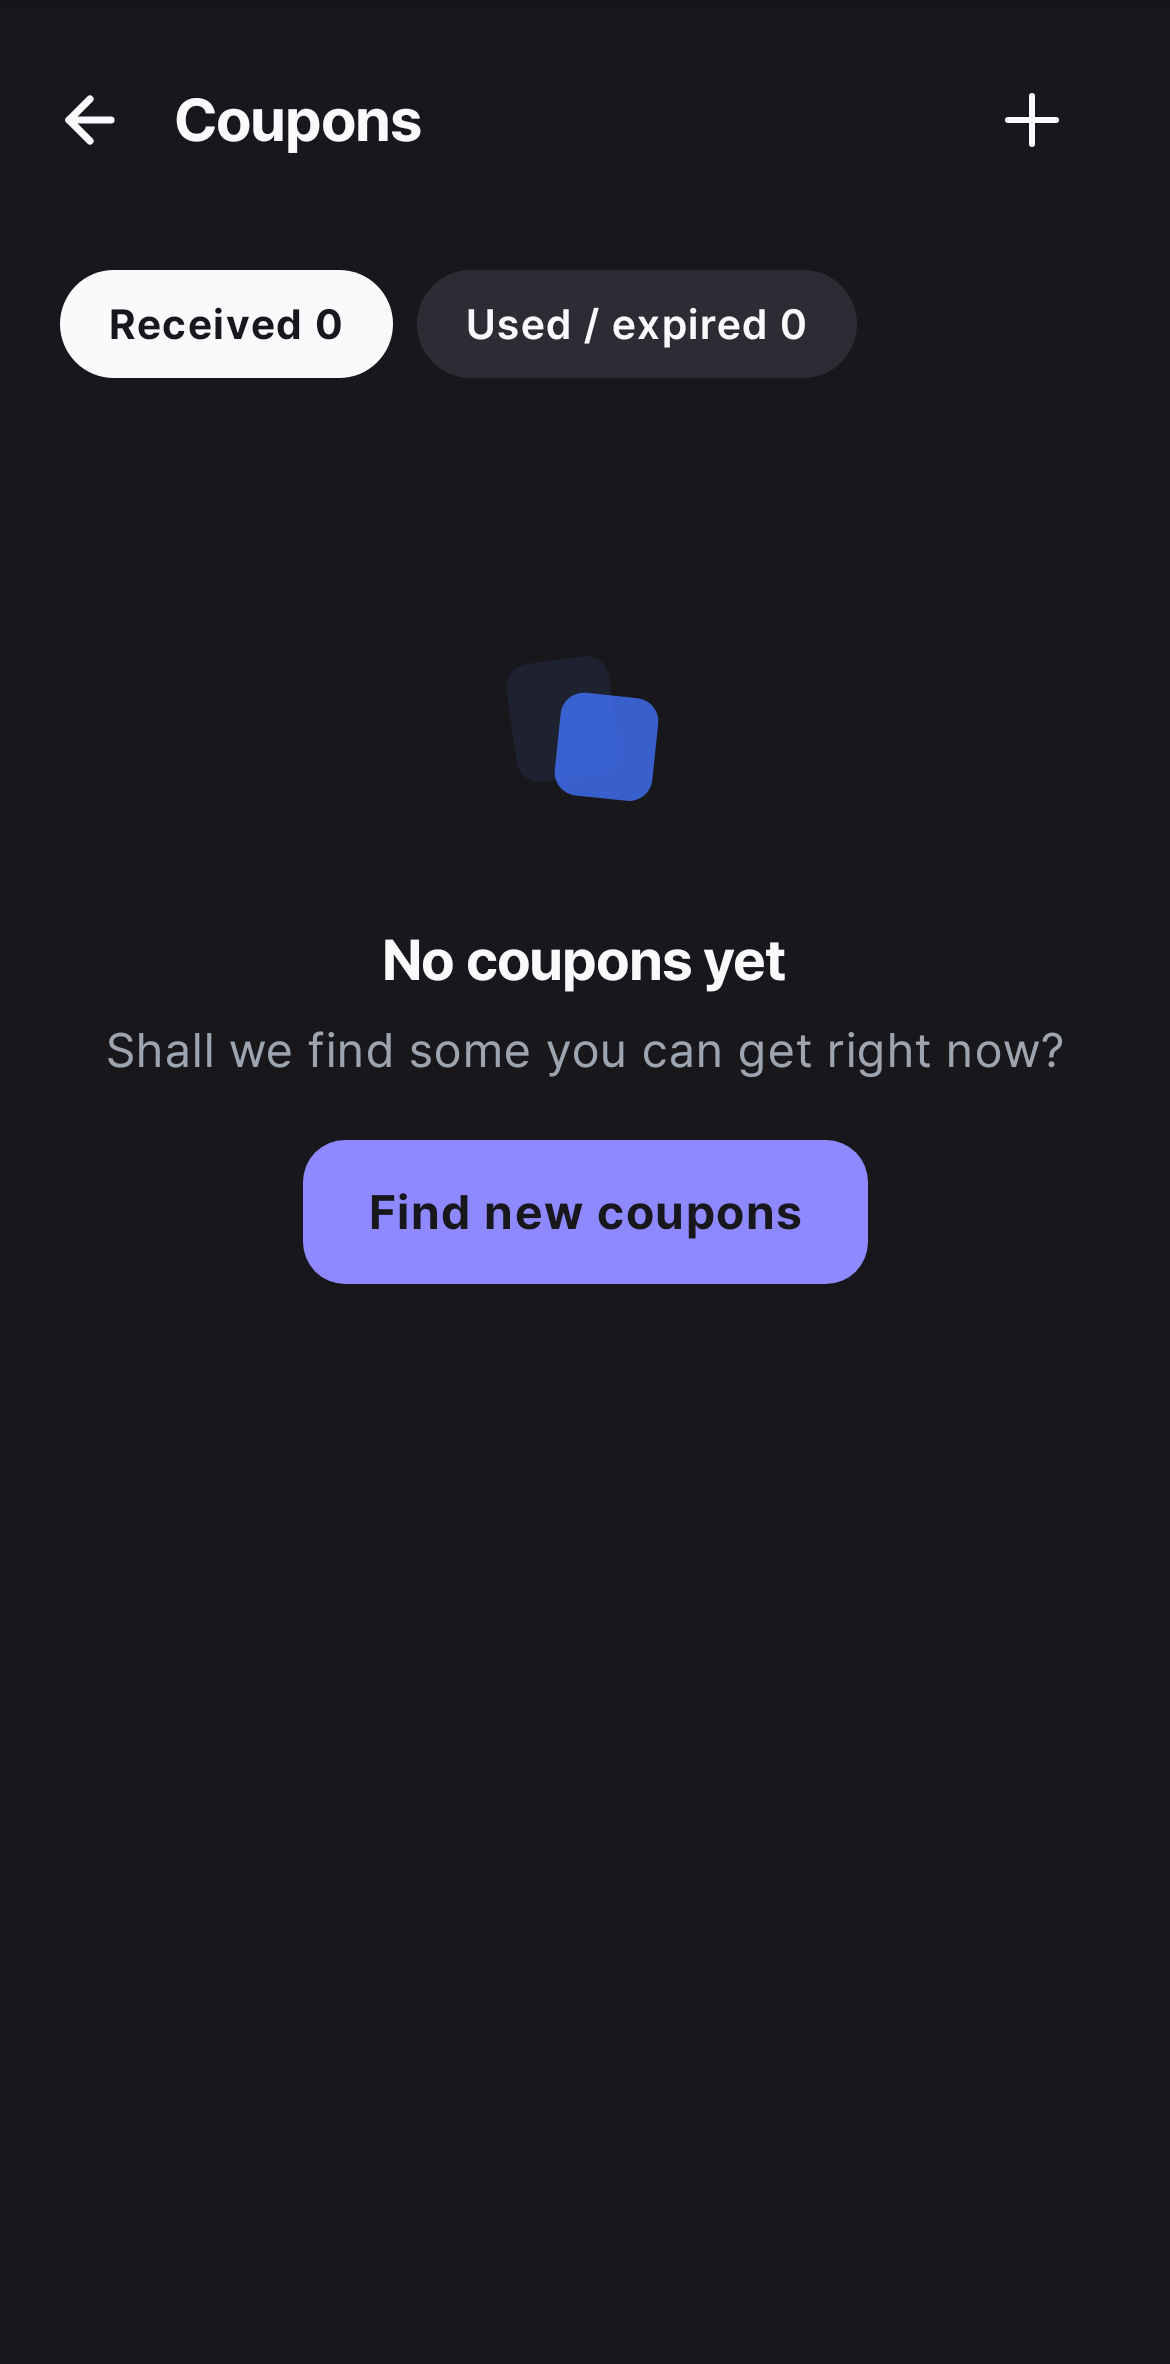 Coupons
Received 0
Used / expired 0
No coupons yet
Shall we find some you can get right now?
Find new coupons